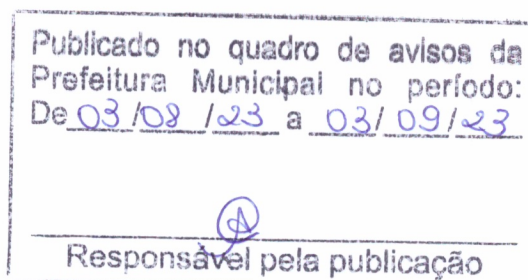 Publicado no quadro de avisos da
Prefeitura Municipal no período:
De 03/08/23 a 03/09/23
Responsável pela publicação